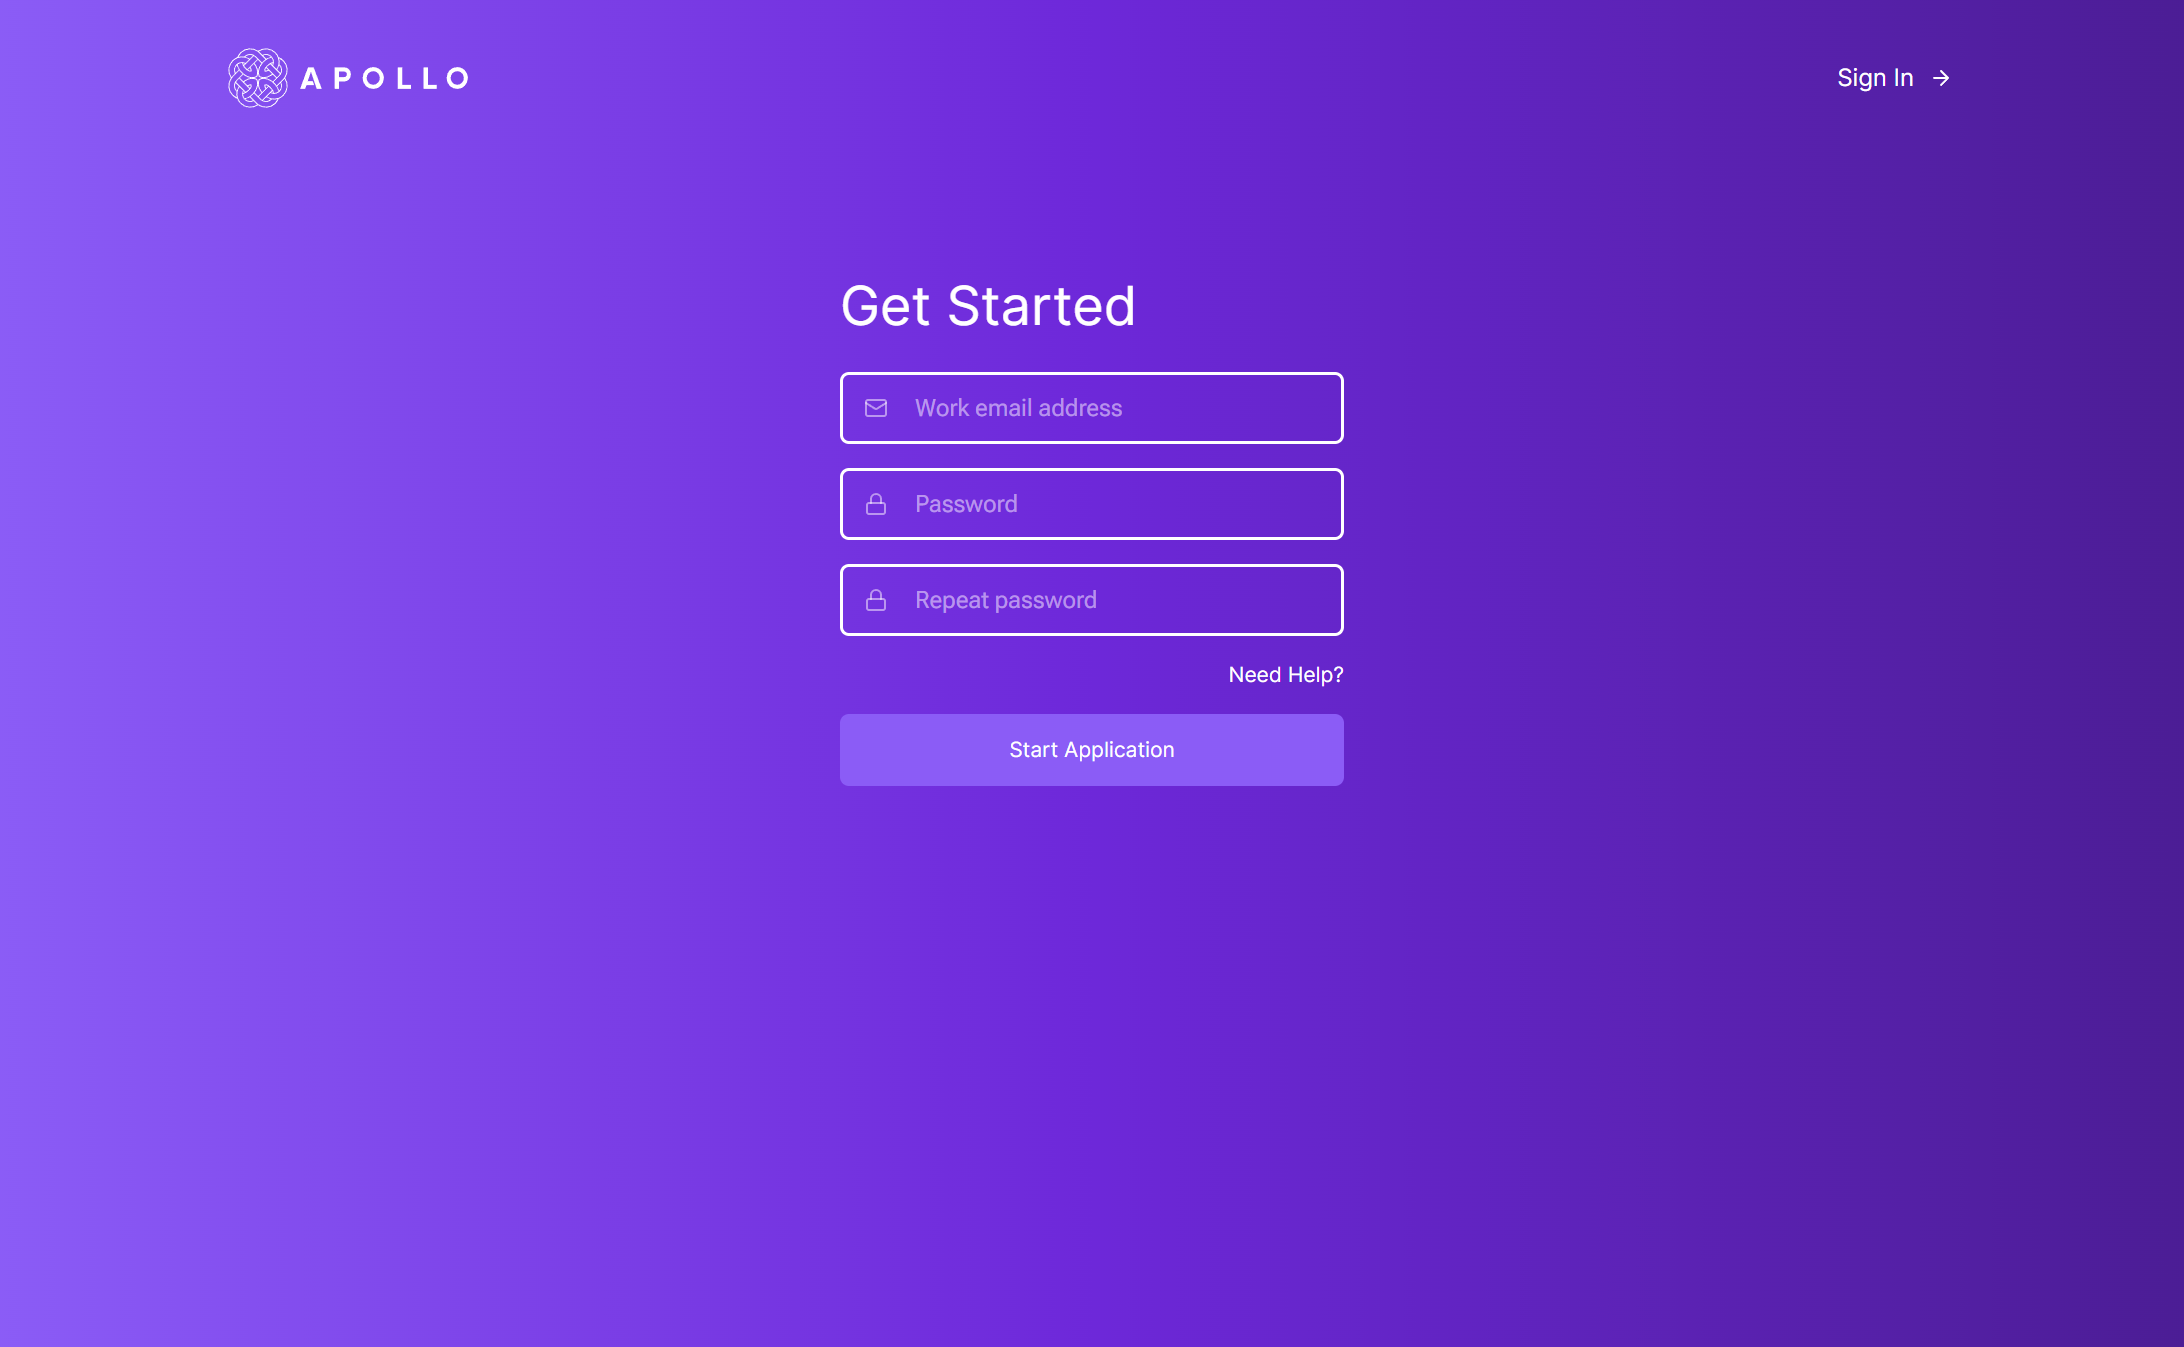 APOLLO
Sign In
Get Started
Work email address
Password
Repeat password
Need Help?
Start Application